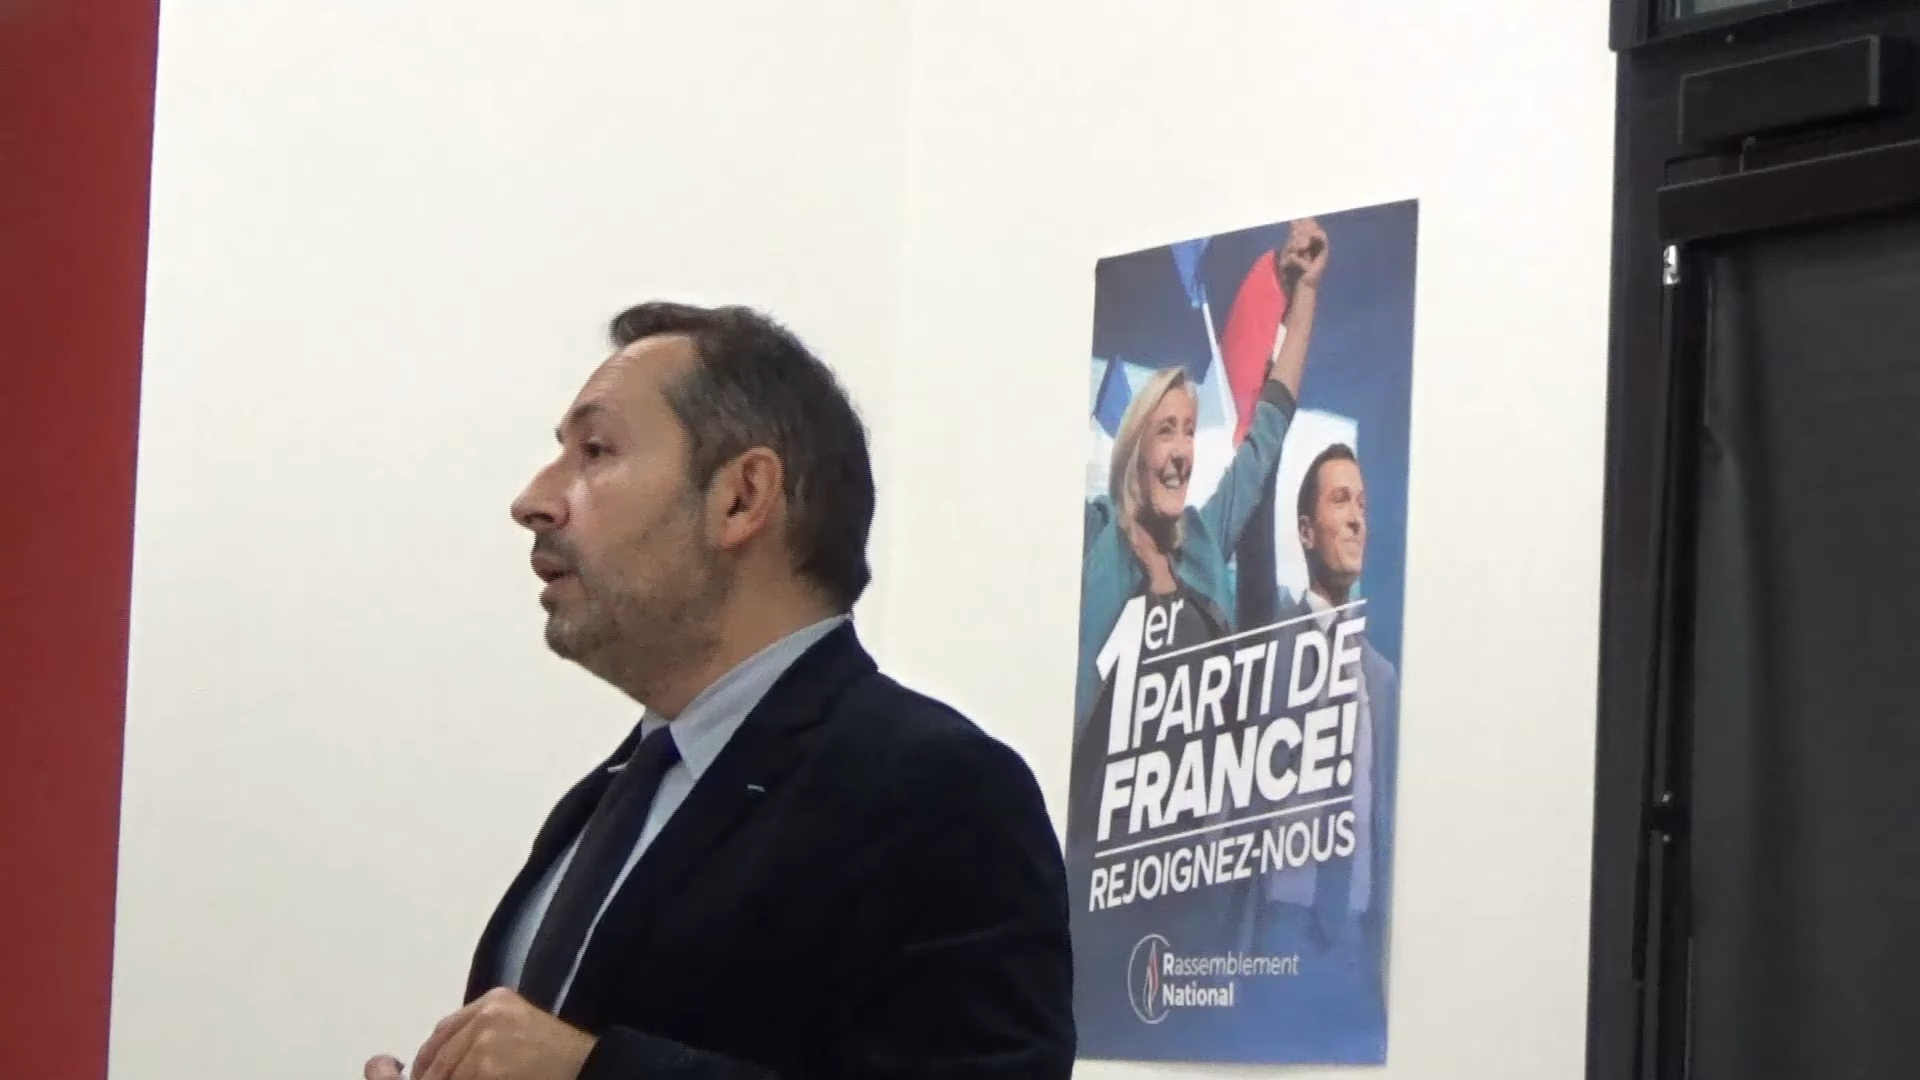 1er
PARTI DE
FRANCE!
REJOIGNEZ-NOUS
Rassemblement
National